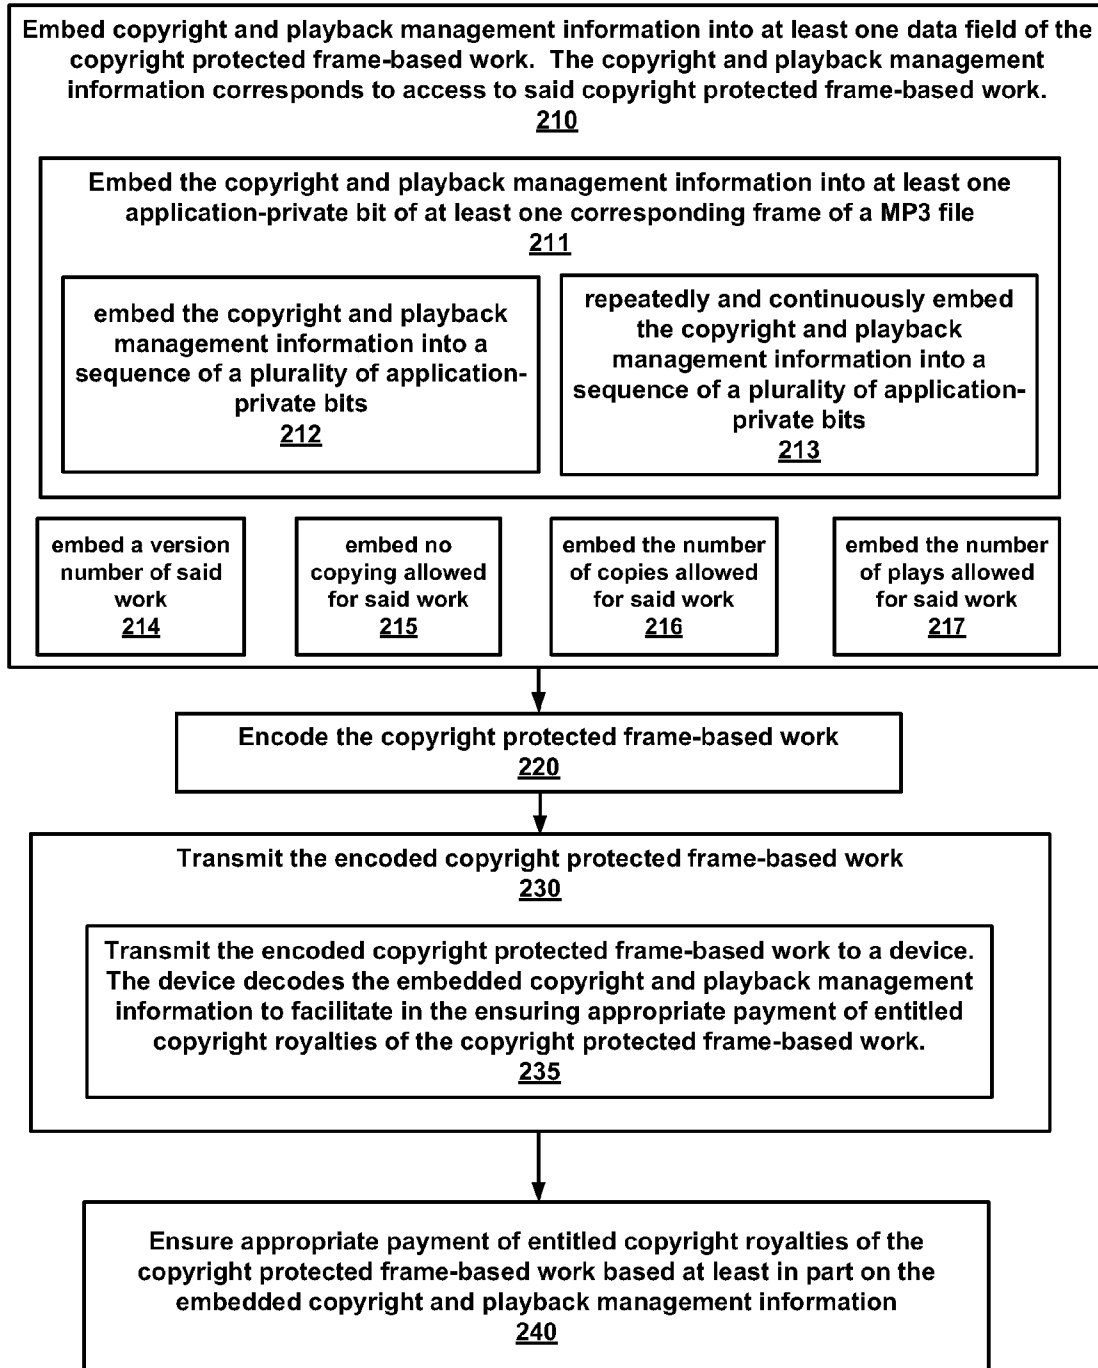 Embed copyright and playback management information into at least one data field of the
copyright protected frame-based work.  The copyright and playback management
information corresponds to access to said copyright protected frame-based work.
210
Embed the copyright and playback management information into at least one
application-private bit of at least one corresponding frame of a MP3 file
211
embed the copyright and playback
management information into a
sequence of a plurality of application-
private bits
212
repeatedly and continuously embed
the copyright and playback
management information into a
sequence of a plurality of application-
private bits
213
embed a version
number of said
work
214
embed no
copying allowed
for said work
215
embed the number
of copies allowed
for said work
216
embed the number
of plays allowed
for said work
217
Encode the copyright protected frame-based work
220
Transmit the encoded copyright protected frame-based work
230
Transmit the encoded copyright protected frame-based work to a device.
The device decodes the embedded copyright and playback management
information to facilitate in the ensuring appropriate payment of entitled
copyright royalties of the copyright protected frame-based work.
235
Ensure appropriate payment of entitled copyright royalties of the
copyright protected frame-based work based at least in part on the
embedded copyright and playback management information
240